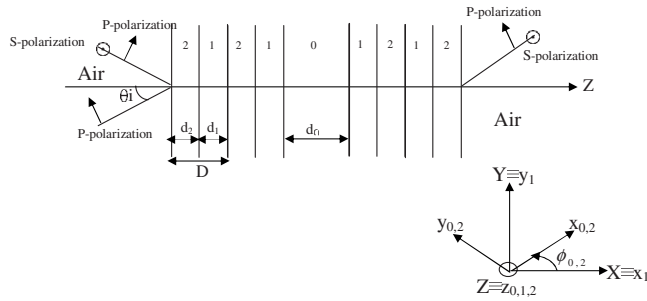 P-polarization
S-polarization
2 1 2 1 0 1 2 1 2
P-polarization
S-polarization
Air
θi
Z
P-polarization
d₂ d₁ d₀
Air
D
Y≡y₁
y₀,₂
x₀,₂
ϕ₀,₂
Z≡z₀,₁,₂
X≡x₁